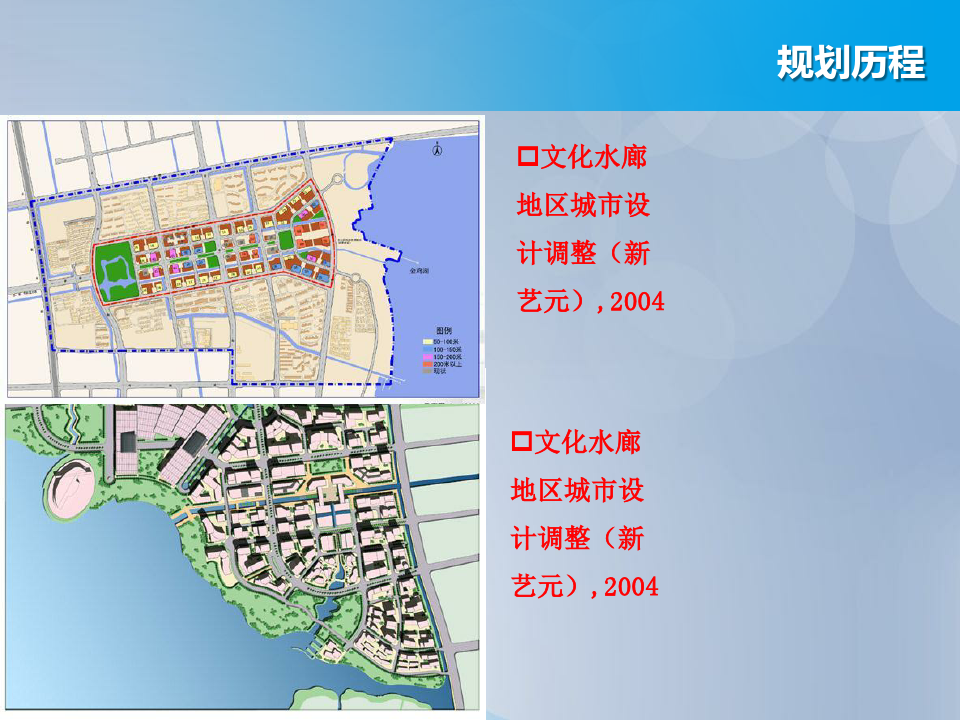 规划历程
金鸡湖
图例
50-100米
100-150米
150-200米
200米以上
现状
文化水廊
地区城市设
计调整（新
艺元）,2004
文化水廊
地区城市设
计调整（新
艺元）,2004